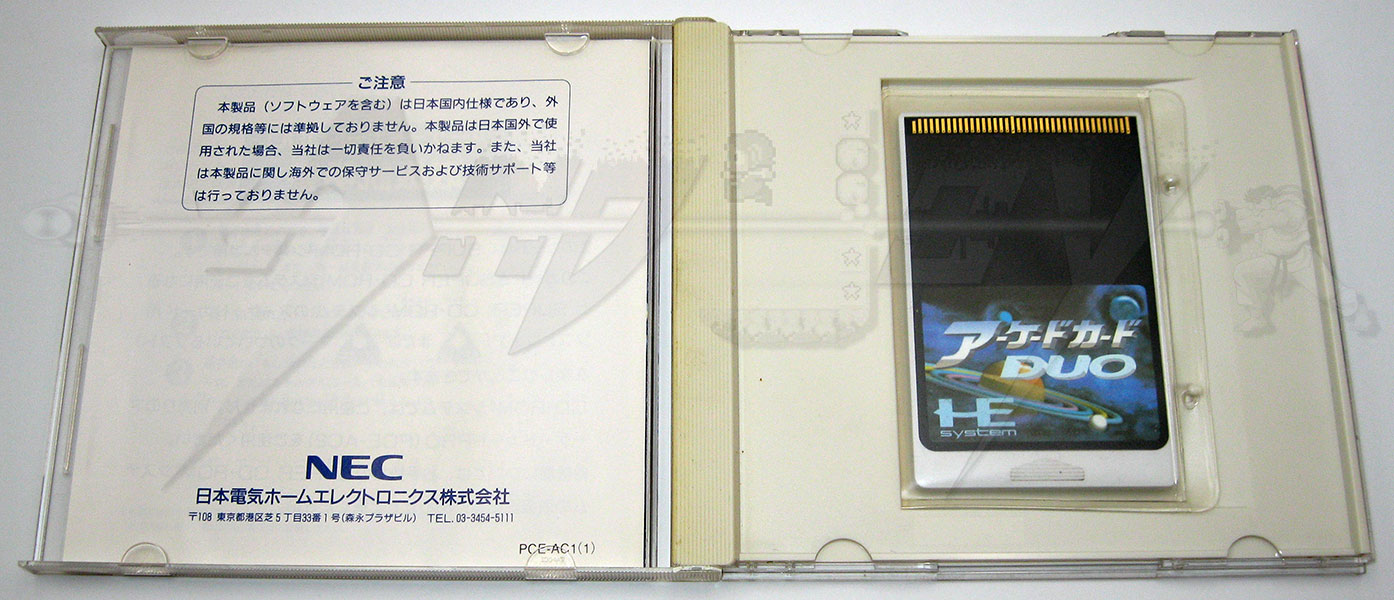 ご注意
本製品（ソフトウェアを含む）は日本国内仕様であり、外
国の規格等には準拠しておりません。本製品は日本国外で使
用された場合、当社は一切責任を負いかねます。また、当社
は本製品に関し海外での保守サービスおよび技術サポート等
は行っておりません。
NEC
日本電気ホームエレクトロニクス株式会社
〒108 東京都港区芝5丁目33番1号(森永プラザビル) TEL.03-3454-5111
PCE-AC1(1)
アーケードカード
DUO
HE
system